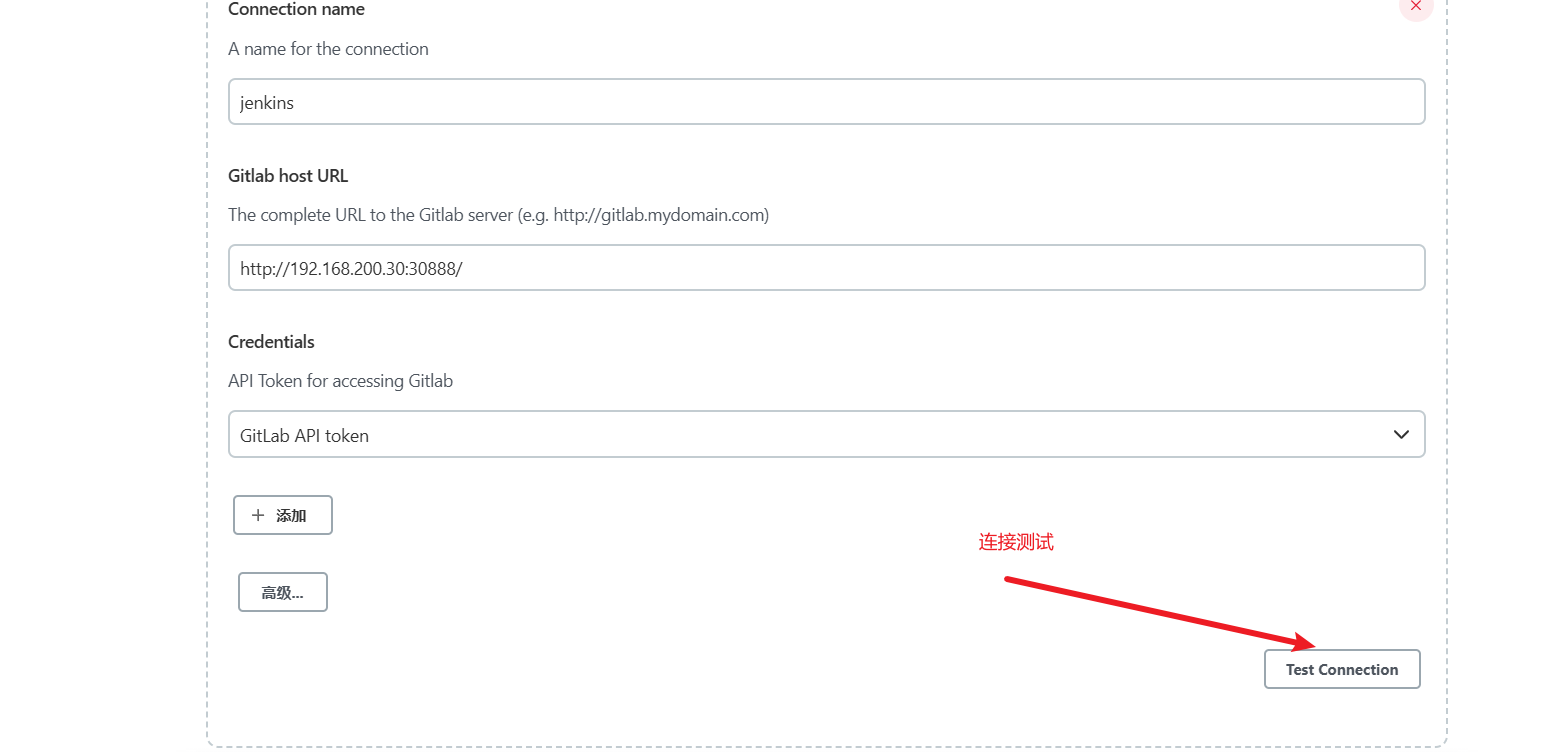 Connection name
A name for the connection
jenkins
Gitlab host URL
The complete URL to the Gitlab server (e.g. http://gitlab.mydomain.com)
http://192.168.200.30:30888/
Credentials
API Token for accessing Gitlab
GitLab API token
添加
连接测试
高级...
Test Connection